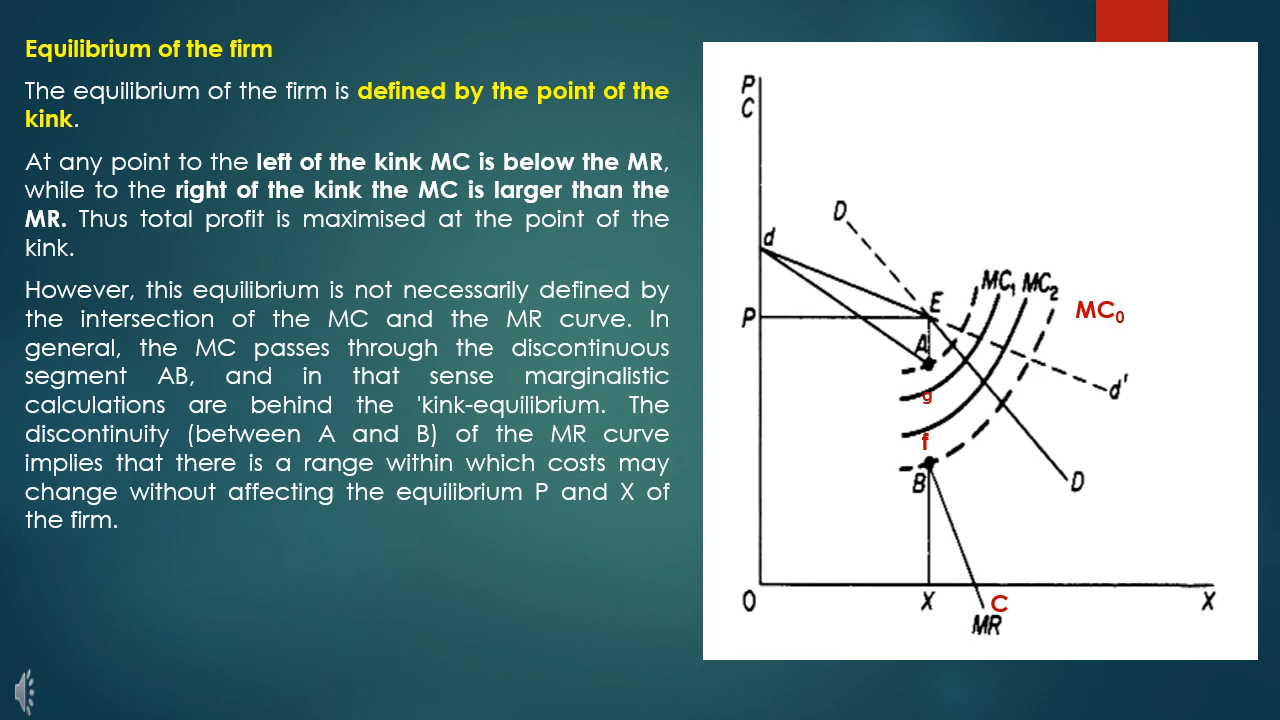 Equilibrium of the firm
The equilibrium of the firm is defined by the point of the
kink.
At any point to the left of the kink MC is below the MR,
while to the right of the kink the MC is larger than the
MR. Thus total profit is maximised at the point of the
kink.
However, this equilibrium is not necessarily defined by
the intersection of the MC and the MR curve. In
general, the MC passes through the discontinuous
segment AB, and in that sense marginalistic
calculations are behind the 'kink-equilibrium. The
discontinuity (between A and B) of the MR curve
implies that there is a range within which costs may
change without affecting the equilibrium P and X of
the firm.
P
C
D
d
MC₁ MC₂
MC₀
E
P
A
d'
g
f
B
D
O
X
C
X
MR